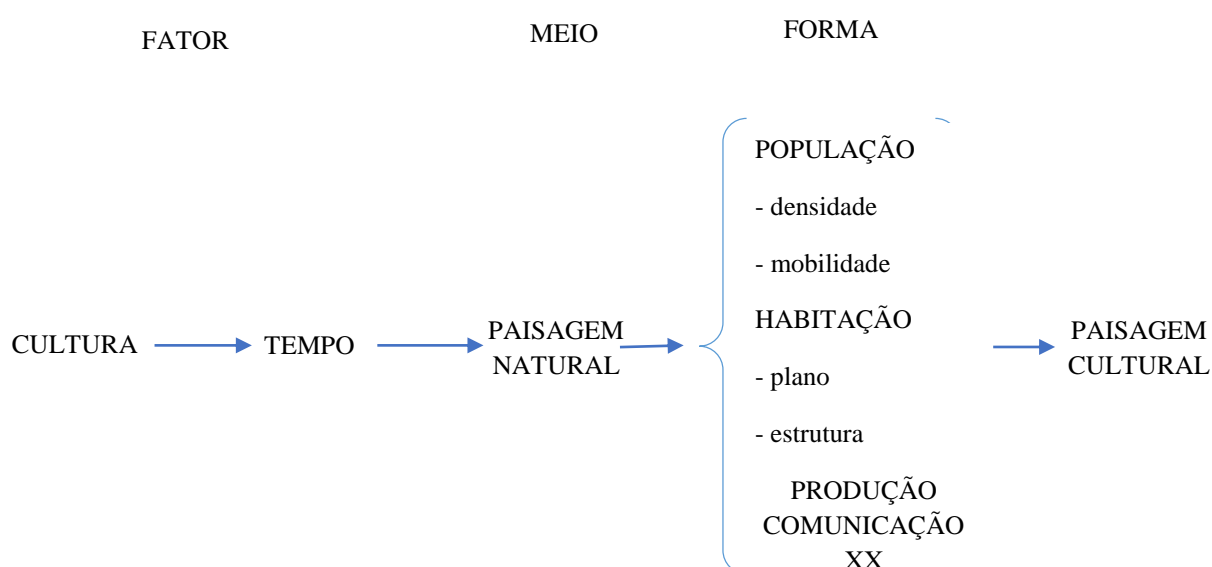 FATOR
MEIO
FORMA
CULTURA
TEMPO
PAISAGEM
NATURAL
POPULAÇÃO
- densidade
- mobilidade
HABITAÇÃO
- plano
- estrutura
PRODUÇÃO
COMUNICAÇÃO
XX
PAISAGEM
CULTURAL